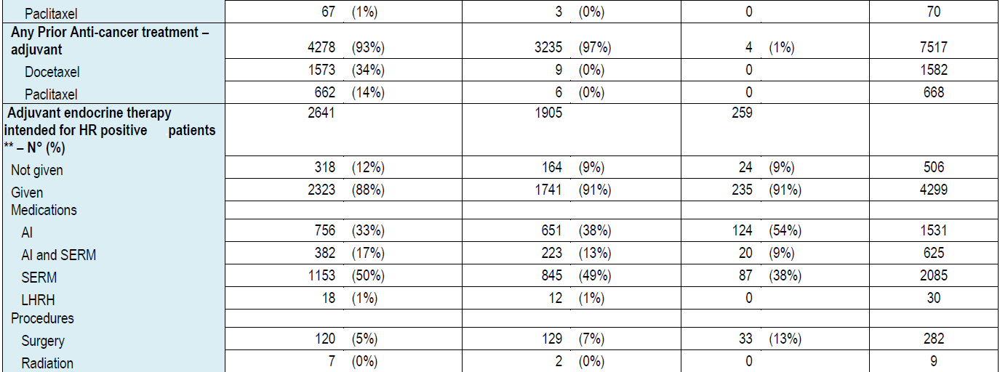 Paclitaxel 67 (1%) 3 (0%) 0 70
Any Prior Anti-cancer treatment –
adjuvant 4278 (93%) 3235 (97%) 4 (1%) 7517
Docetaxel 1573 (34%) 9 (0%) 0 1582
Paclitaxel 662 (14%) 6 (0%) 0 668
Adjuvant endocrine therapy 2641 1905 259
intended for HR positive patients
** – N° (%)
Not given 318 (12%) 164 (9%) 24 (9%) 506
Given 2323 (88%) 1741 (91%) 235 (91%) 4299
Medications
AI 756 (33%) 651 (38%) 124 (54%) 1531
AI and SERM 382 (17%) 223 (13%) 20 (9%) 625
SERM 1153 (50%) 845 (49%) 87 (38%) 2085
LHRH 18 (1%) 12 (1%) 0 30
Procedures
Surgery 120 (5%) 129 (7%) 33 (13%) 282
Radiation 7 (0%) 2 (0%) 0 9